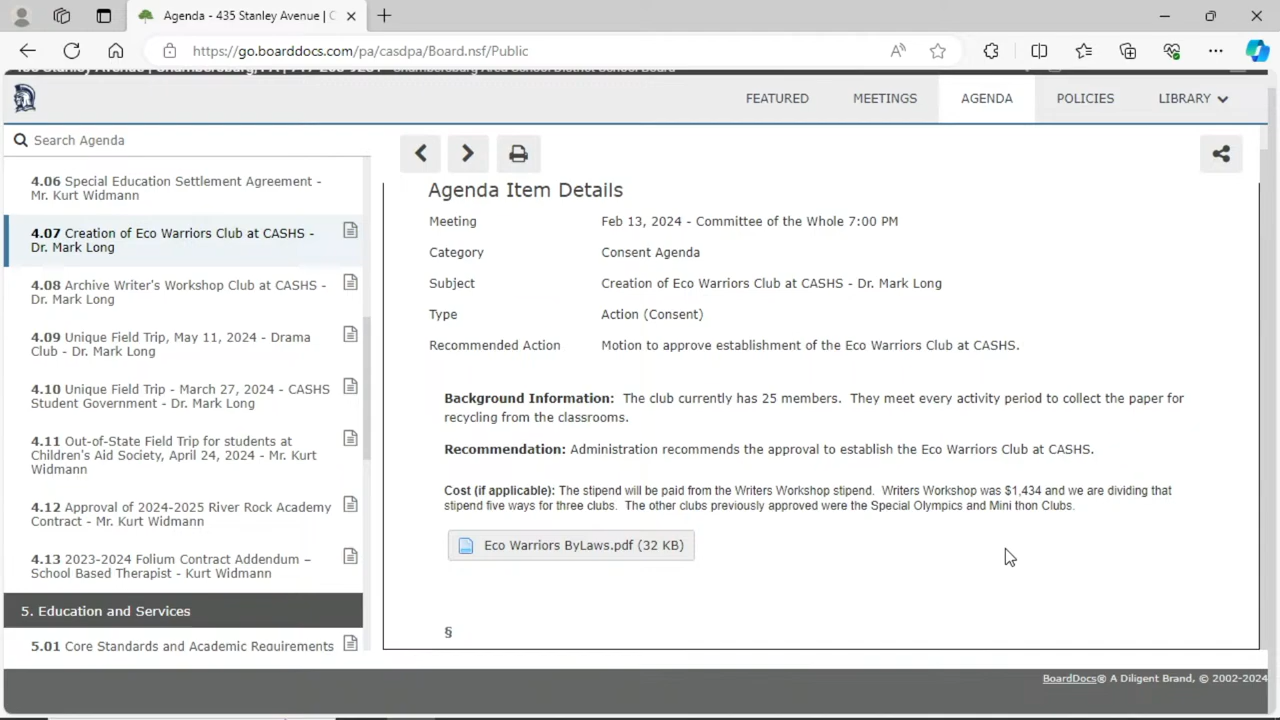 Agenda - 435 Stanley Avenue | C
https://go.boarddocs.com/pa/casdpa/Board.nsf/Public
FEATURED
MEETINGS
AGENDA
POLICIES
LIBRARY
Search Agenda
4.06 Special Education Settlement Agreement -
Mr. Kurt Widmann
4.07 Creation of Eco Warriors Club at CASHS -
Dr. Mark Long
4.08 Archive Writer's Workshop Club at CASHS -
Dr. Mark Long
4.09 Unique Field Trip, May 11, 2024 - Drama
Club - Dr. Mark Long
4.10 Unique Field Trip - March 27, 2024 - CASHS
Student Government - Dr. Mark Long
4.11 Out-of-State Field Trip for students at
Children's Aid Society, April 24, 2024 - Mr. Kurt
Widmann
4.12 Approval of 2024-2025 River Rock Academy
Contract - Mr. Kurt Widmann
4.13 2023-2024 Folium Contract Addendum –
School Based Therapist - Kurt Widmann
5. Education and Services
5.01 Core Standards and Academic Requirements
Agenda Item Details
Meeting Feb 13, 2024 - Committee of the Whole 7:00 PM
Category Consent Agenda
Subject Creation of Eco Warriors Club at CASHS - Dr. Mark Long
Type Action (Consent)
Recommended Action Motion to approve establishment of the Eco Warriors Club at CASHS.
Background Information: The club currently has 25 members. They meet every activity period to collect the paper for
recycling from the classrooms.
Recommendation: Administration recommends the approval to establish the Eco Warriors Club at CASHS.
Cost (if applicable): The stipend will be paid from the Writers Workshop stipend. Writers Workshop was $1,434 and we are dividing that
stipend five ways for three clubs. The other clubs previously approved were the Special Olympics and Mini thon Clubs.
Eco Warriors ByLaws.pdf (32 KB)
§
BoardDocs® A Diligent Brand, © 2002-2024